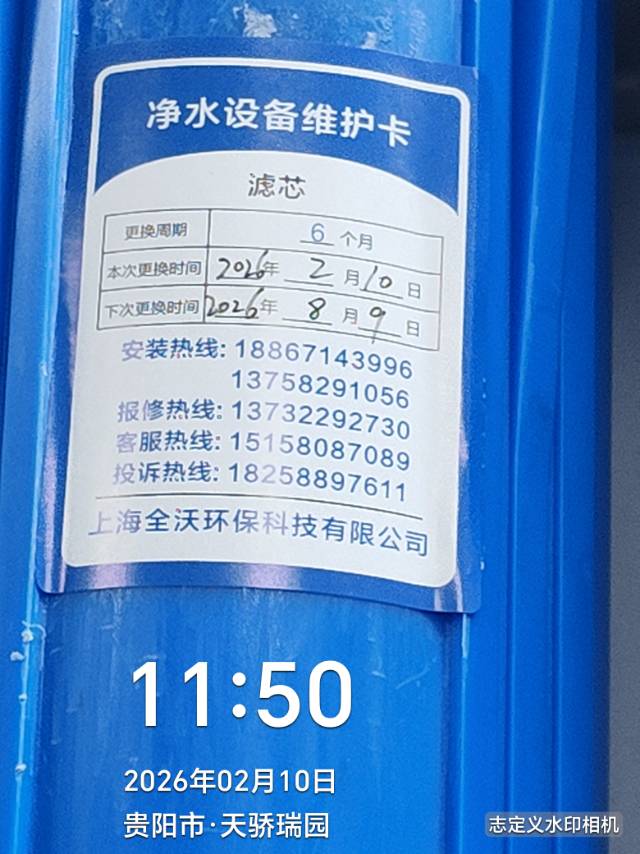 净水设备维护卡
滤芯
更换周期 6 个月
本次更换时间 2026年 2 月 10 日
下次更换时间 2026年 8 月 9 日
安装热线: 18867143996
13758291056
报修热线: 13732292730
客服热线: 15158087089
投诉热线: 18258897611
上海全沃环保科技有限公司
11:50
2026年02月10日
贵阳市·天骄瑞园
志定义水印相机